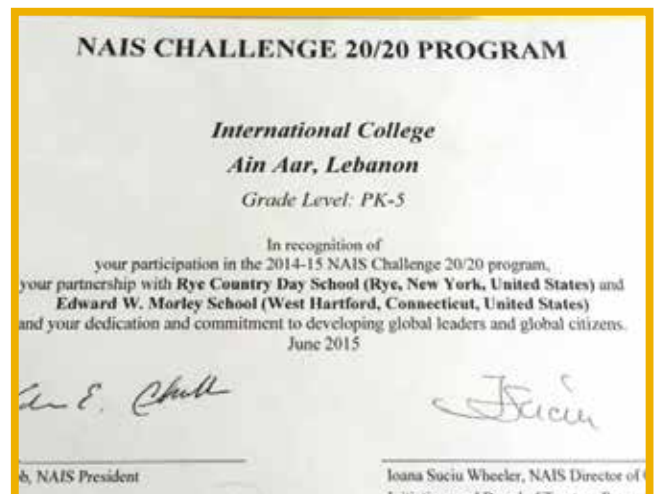 NAIS CHALLENGE 20/20 PROGRAM
International College
Ain Aar, Lebanon
Grade Level: PK-5
In recognition of
your participation in the 2014-15 NAIS Challenge 20/20 program,
your partnership with Rye Country Day School (Rye, New York, United States) and
Edward W. Morley School (West Hartford, Connecticut, United States)
and your dedication and commitment to developing global leaders and global citizens.
June 2015
b, NAIS President
Ioana Suciu Wheeler, NAIS Director of